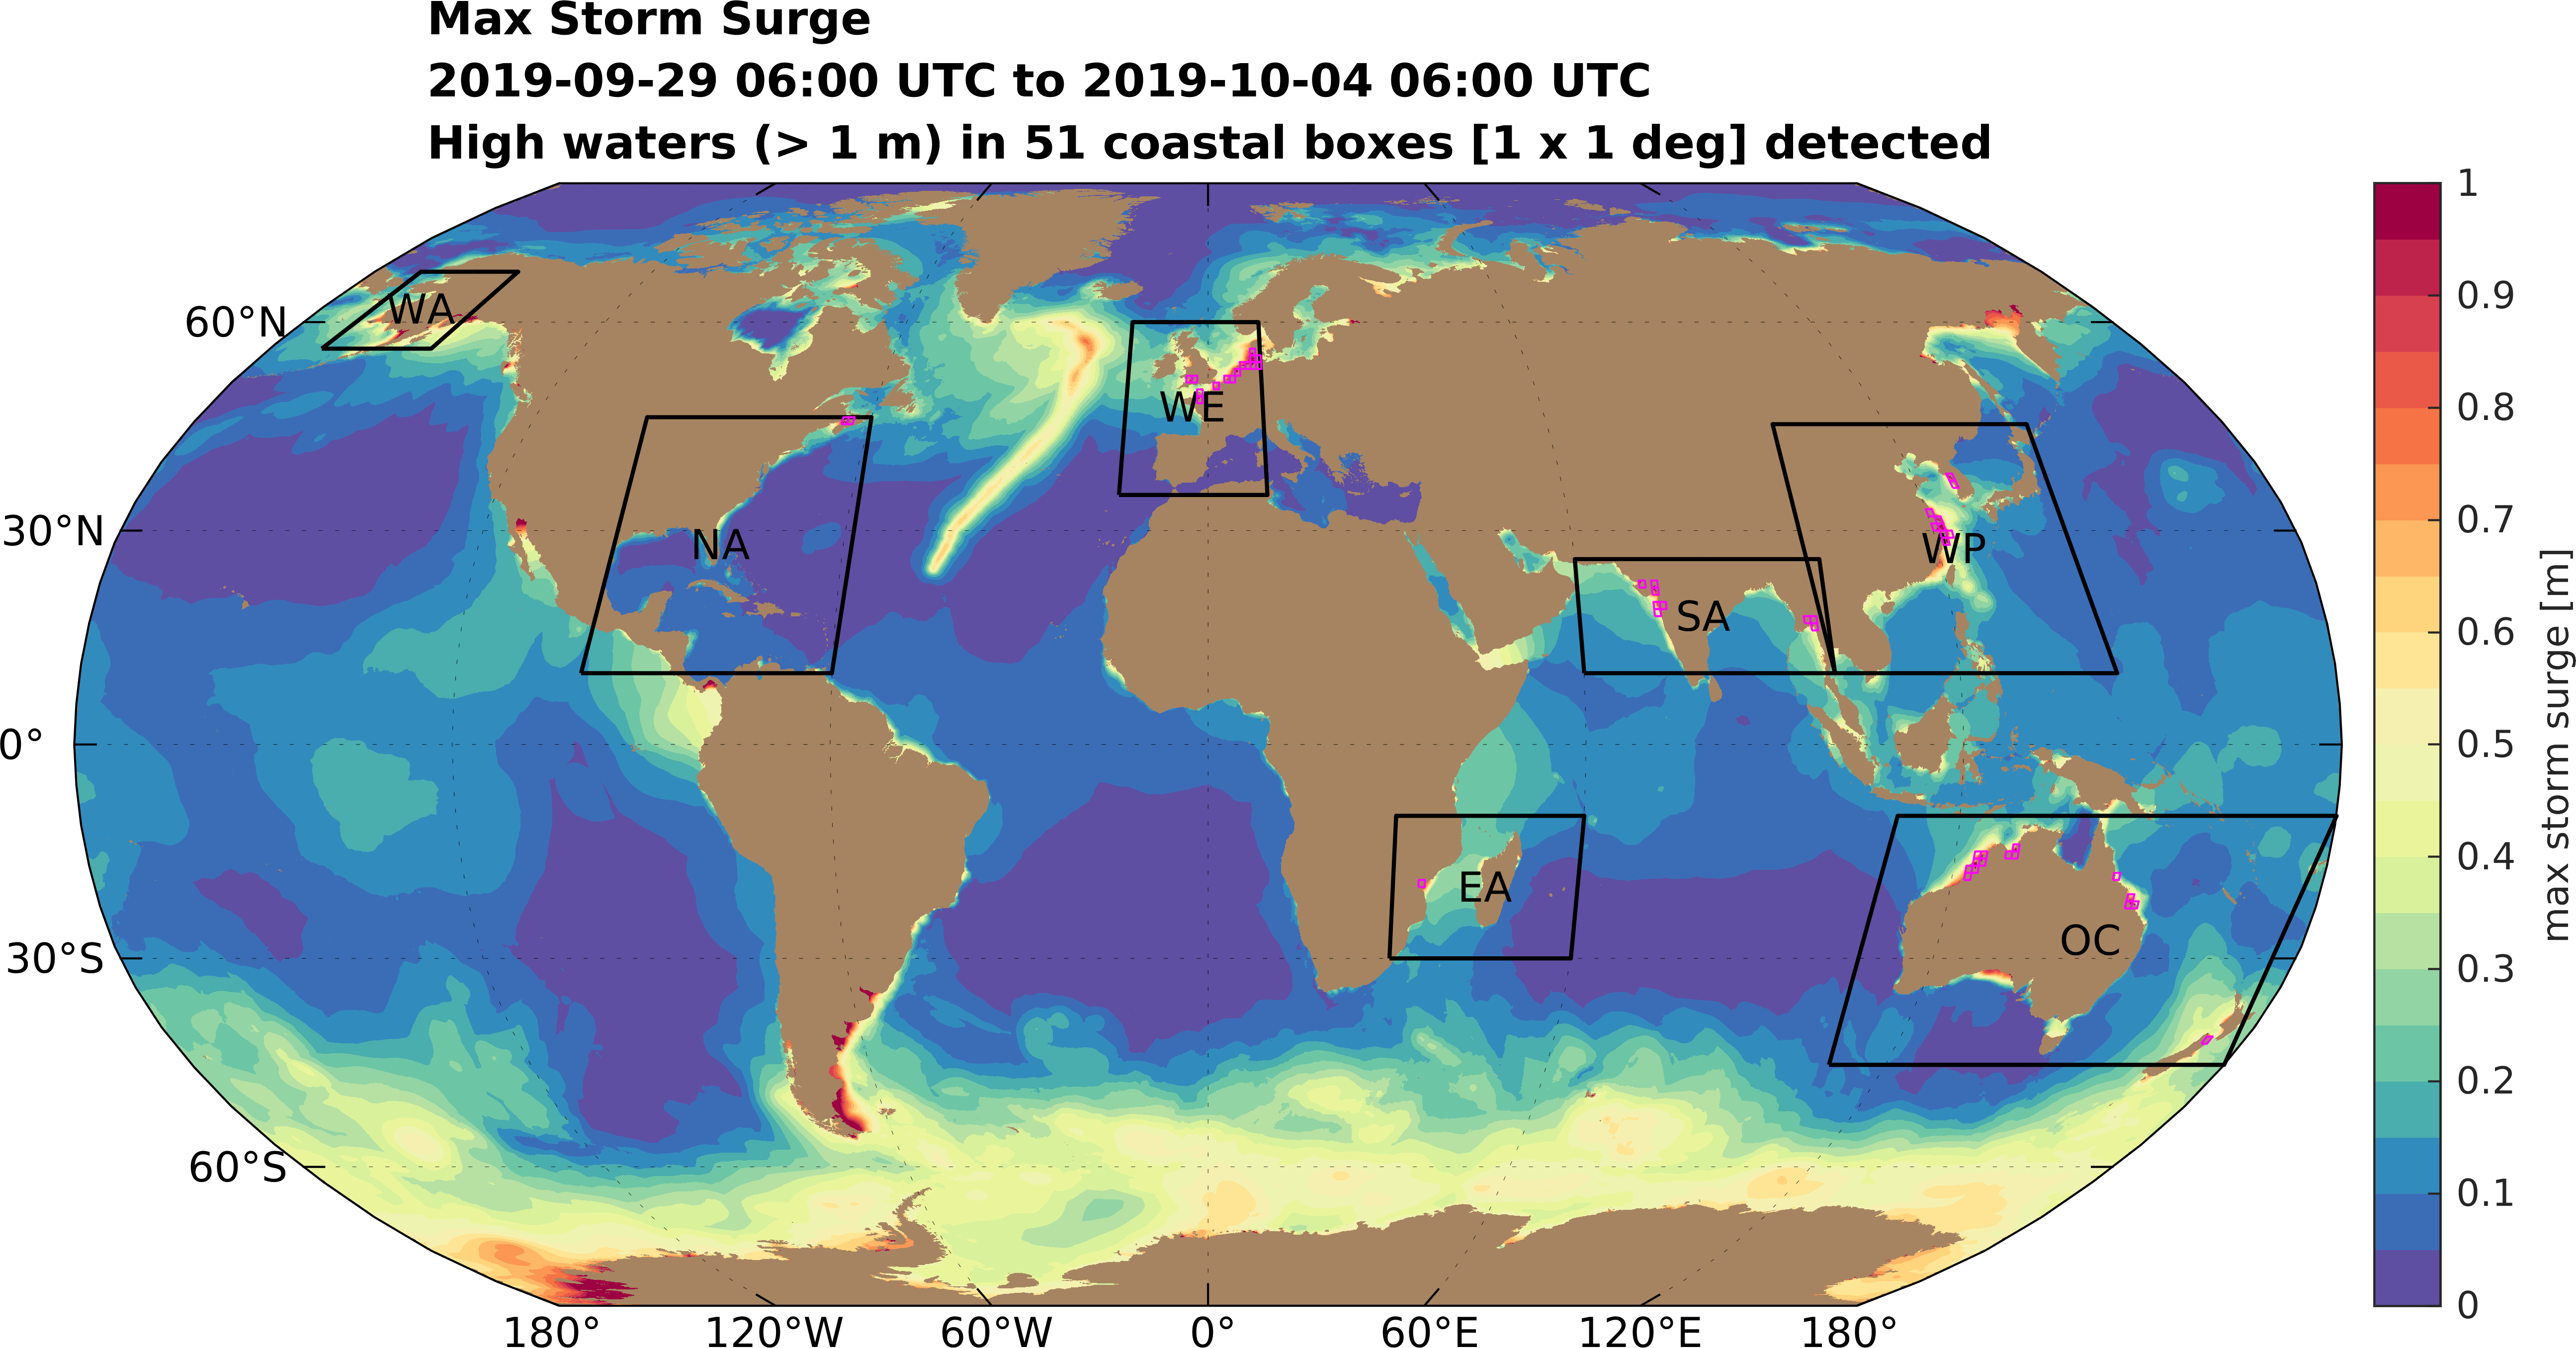 Max Storm Surge
2019-09-29 06:00 UTC to 2019-10-04 06:00 UTC
High waters (> 1 m) in 51 coastal boxes [1 x 1 deg] detected
60°N
30°N
0°
30°S
60°S
WA
NA
WE
WP
SA
EA
OC
180°
120°W
60°W
0°
60°E
120°E
180°
1
0.9
0.8
0.7
0.6
0.5
0.4
0.3
0.2
0.1
0
max storm surge [m]